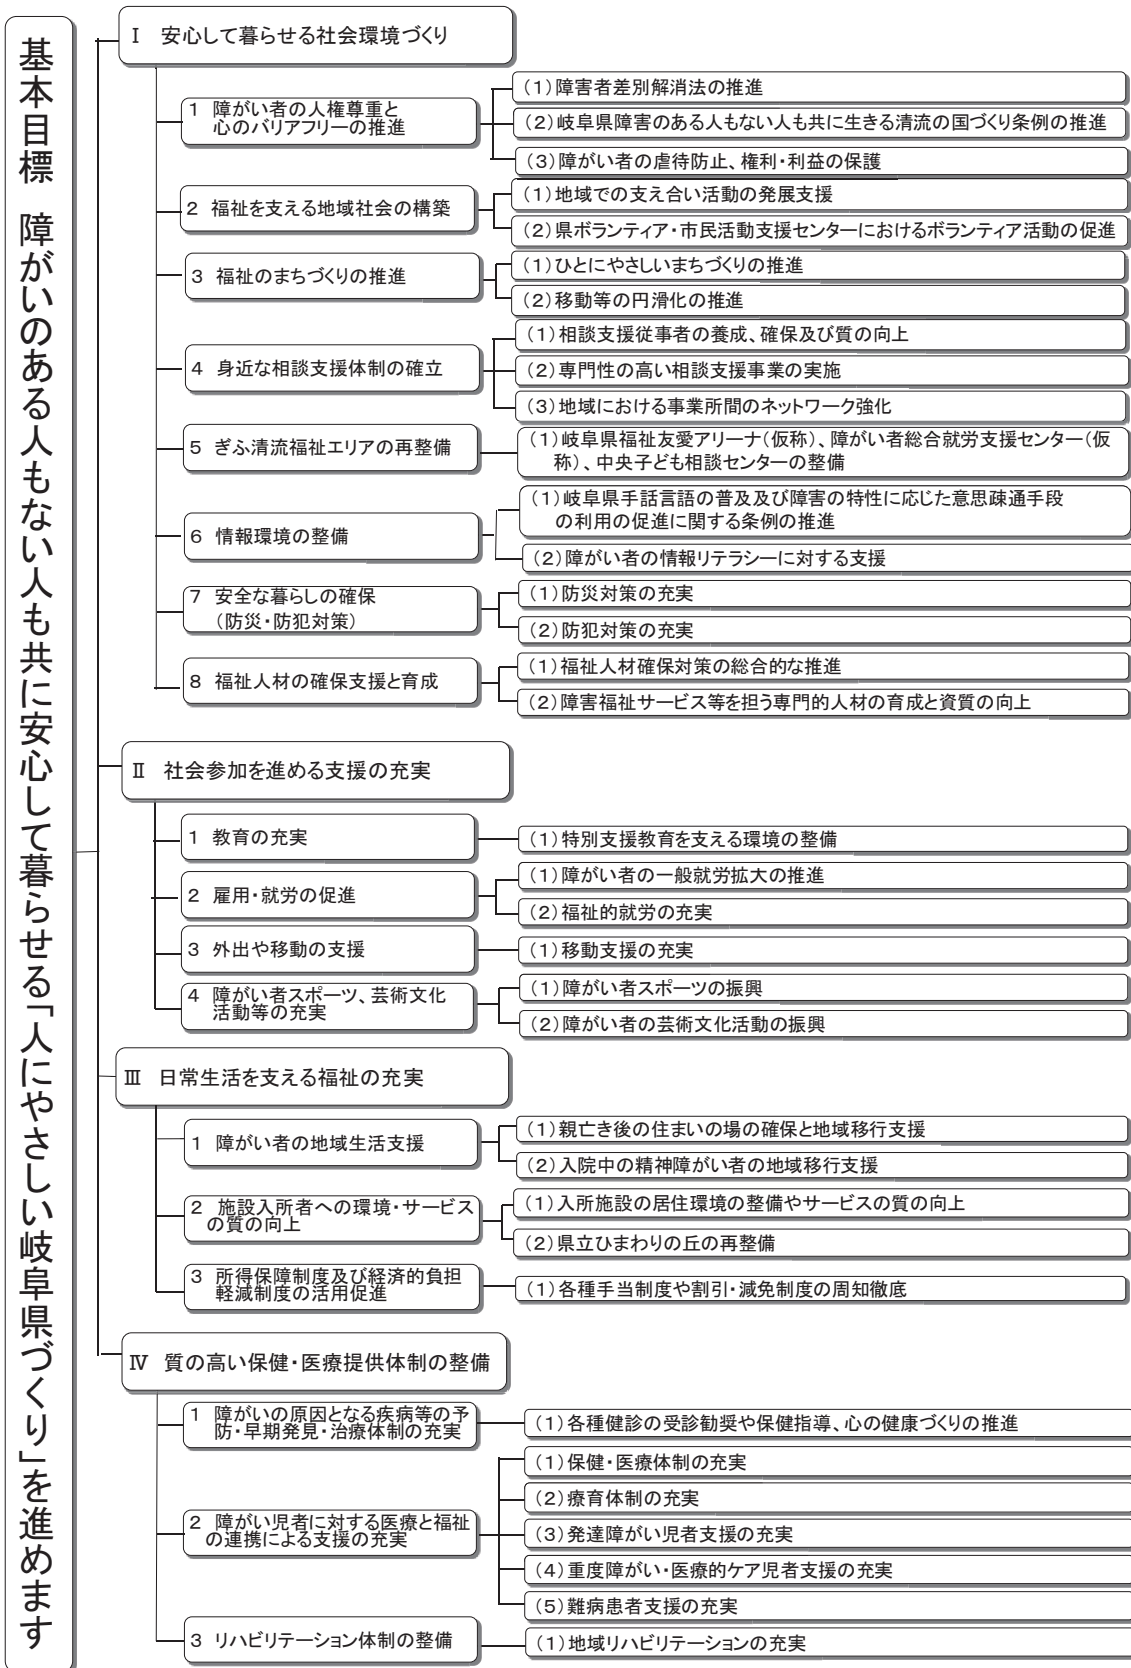 基本目標 障がいのある人もない人も共に安心して暮らせる「人にやさしい岐阜県づくり」を進めます
Ⅰ 安心して暮らせる社会環境づくり
1 障がい者の人権尊重と
心のバリアフリーの推進
(1)障害者差別解消法の推進
(2)岐阜県障害のある人もない人も共に生きる清流の国づくり条例の推進
(3)障がい者の虐待防止、権利・利益の保護
2 福祉を支える地域社会の構築
(1)地域での支え合い活動の発展支援
(2)県ボランティア・市民活動支援センターにおけるボランティア活動の促進
3 福祉のまちづくりの推進
(1)ひとにやさしいまちづくりの推進
(2)移動等の円滑化の推進
4 身近な相談支援体制の確立
(1)相談支援従事者の養成、確保及び質の向上
(2)専門性の高い相談支援事業の実施
(3)地域における事業所間のネットワーク強化
5 ぎふ清流福祉エリアの再整備
(1)岐阜県福祉友愛アリーナ(仮称)、障がい者総合就労支援センター(仮
称)、中央子ども相談センターの整備
6 情報環境の整備
(1)岐阜県手話言語の普及及び障害の特性に応じた意思疎通手段
の利用の促進に関する条例の推進
(2)障がい者の情報リテラシーに対する支援
7 安全な暮らしの確保
(防災・防犯対策)
(1)防災対策の充実
(2)防犯対策の充実
8 福祉人材の確保支援と育成
(1)福祉人材確保対策の総合的な推進
(2)障害福祉サービス等を担う専門的人材の育成と資質の向上
Ⅱ 社会参加を進める支援の充実
1 教育の充実
(1)特別支援教育を支える環境の整備
2 雇用・就労の促進
(1)障がい者の一般就労拡大の推進
(2)福祉的就労の充実
3 外出や移動の支援
(1)移動支援の充実
4 障がい者スポーツ、芸術文化
活動等の充実
(1)障がい者スポーツの振興
(2)障がい者の芸術文化活動の振興
Ⅲ 日常生活を支える福祉の充実
1 障がい者の地域生活支援
(1)親亡き後の住まいの場の確保と地域移行支援
(2)入院中の精神障がい者の地域移行支援
2 施設入所者への環境・サービス
の質の向上
(1)入所施設の居住環境の整備やサービスの質の向上
(2)県立ひまわりの丘の再整備
3 所得保障制度及び経済的負担
軽減制度の活用促進
(1)各種手当制度や割引・減免制度の周知徹底
Ⅳ 質の高い保健・医療提供体制の整備
1 障がいの原因となる疾病等の予
防・早期発見・治療体制の充実
(1)各種健診の受診勧奨や保健指導、心の健康づくりの推進
2 障がい児者に対する医療と福祉
の連携による支援の充実
(1)保健・医療体制の充実
(2)療育体制の充実
(3)発達障がい児者支援の充実
(4)重度障がい・医療的ケア児者支援の充実
(5)難病患者支援の充実
3 リハビリテーション体制の整備
(1)地域リハビリテーションの充実